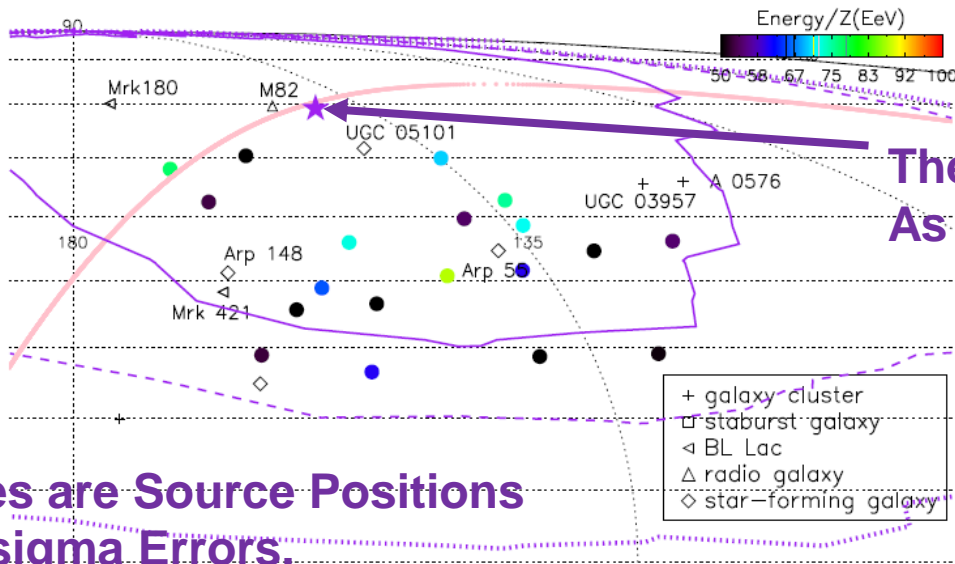 90
Energy/Z(EeV)
50 58 67 75 83 92 100
Mrk180
M82
UGC 05101
The
As
A 0576
UGC 03957
180
135
Arp 148
Arp 55
Mrk 421
+ galaxy cluster
□ staburst galaxy
◁ BL Lac
△ radio galaxy
◇ star-forming galaxy
es are Source Positions
sigma Errors.